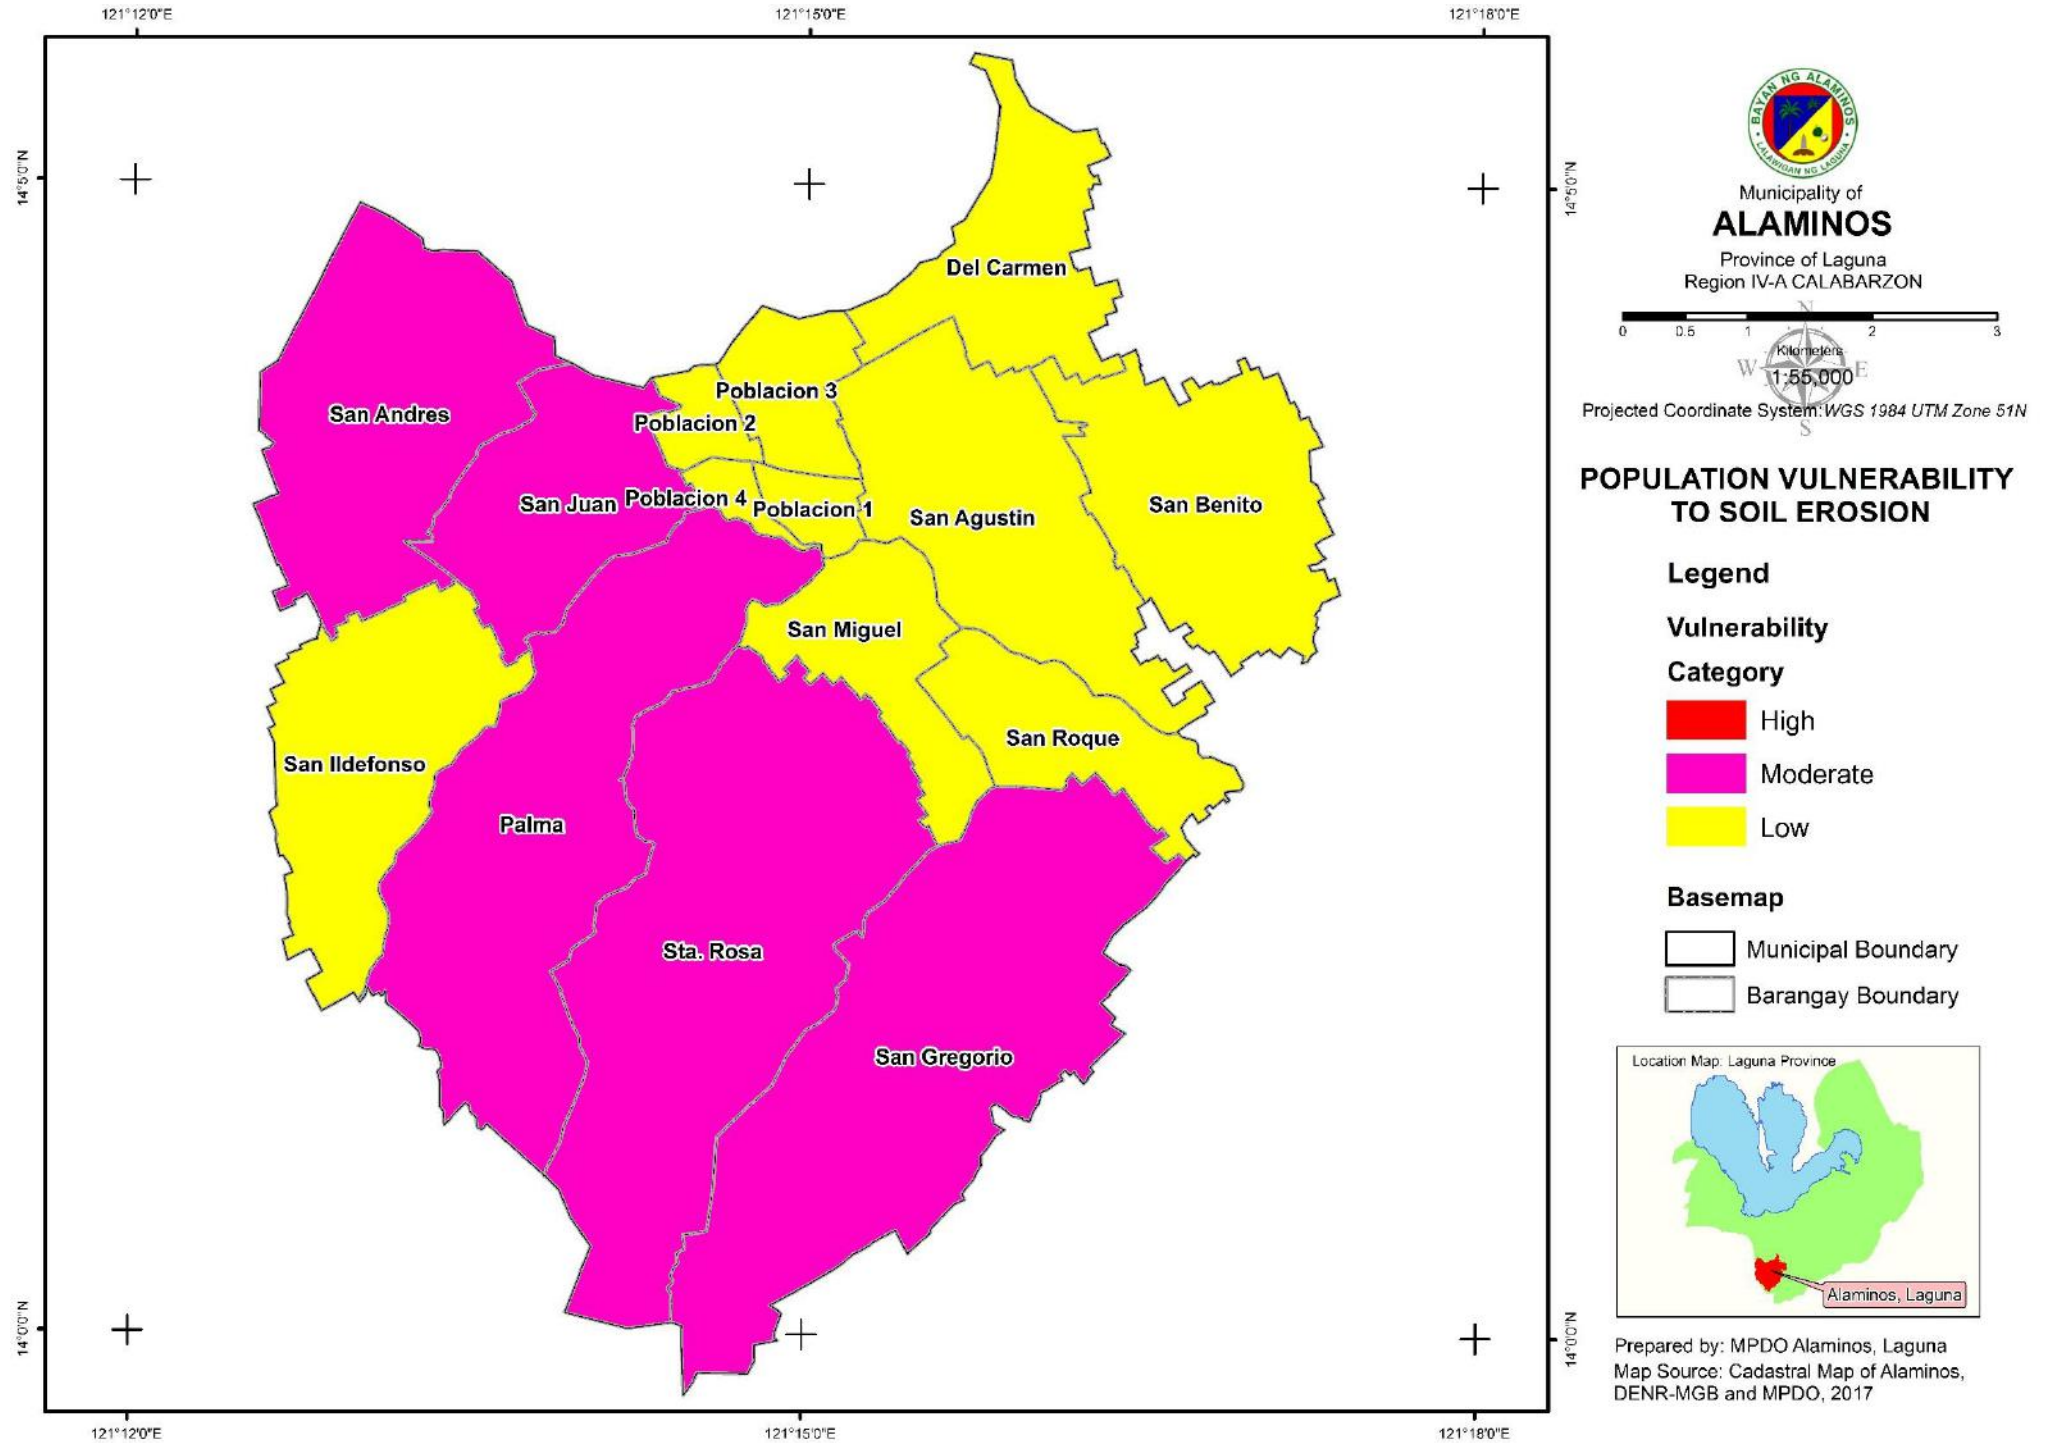 121°12'0"E
121°15'0"E
121°18'0"E
14°5'0"N
14°5'0"N
Del Carmen
San Andres
Poblacion 3
Poblacion 2
San Juan
Poblacion 4
Poblacion 1
San Agustin
San Benito
San Miguel
San Roque
San Ildefonso
Palma
Sta. Rosa
San Gregorio
14°0'0"N
14°0'0"N
121°12'0"E
121°15'0"E
121°18'0"E
BAYAN NG ALAMINOS
LALAWIGAN NG LAGUNA
Municipality of
ALAMINOS
Province of Laguna
Region IV-A CALABARZON
N
0 0.5 1 2 3
Kilometers
W E
1:55,000
Projected Coordinate System:WGS 1984 UTM Zone 51N
S
POPULATION VULNERABILITY
TO SOIL EROSION
Legend
Vulnerability
Category
High
Moderate
Low
Basemap
Municipal Boundary
Barangay Boundary
Location Map: Laguna Province
Alaminos, Laguna
Prepared by: MPDO Alaminos, Laguna
Map Source: Cadastral Map of Alaminos,
DENR-MGB and MPDO, 2017